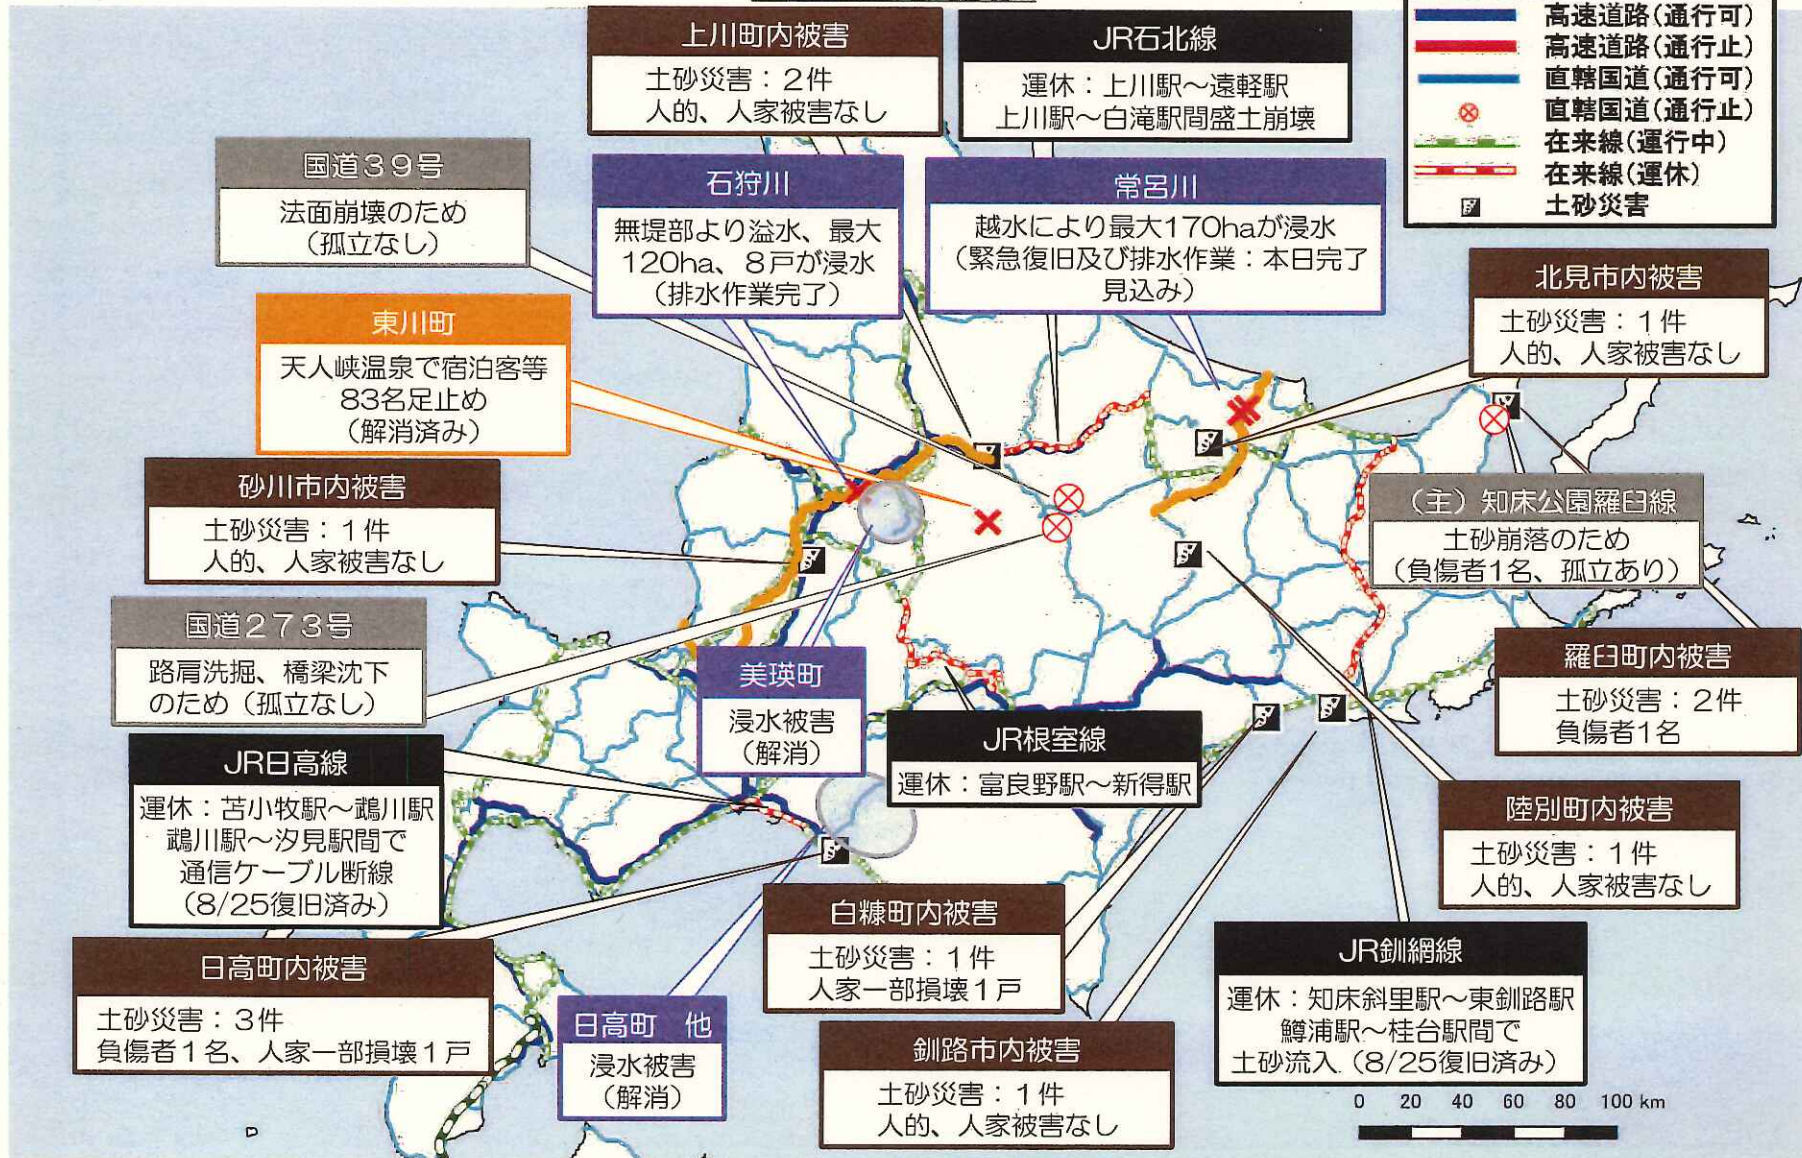 上川町内被害
土砂災害：2件
人的、人家被害なし
JR石北線
運休：上川駅～遠軽駅
上川駅～白滝駅間盛土崩壊
高速道路(通行可)
高速道路(通行止)
直轄国道(通行可)
直轄国道(通行止)
在来線(運行中)
在来線(運休)
土砂災害
国道39号
法面崩壊のため
(孤立なし)
石狩川
無堤部より溢水、最大
120ha、8戸が浸水
(排水作業完了)
常呂川
越水により最大170haが浸水
(緊急復旧及び排水作業：本日完了
見込み)
北見市内被害
土砂災害：1件
人的、人家被害なし
東川町
天人峡温泉で宿泊客等
83名足止め
(解消済み)
砂川市内被害
土砂災害：1件
人的、人家被害なし
(主)知床公園羅臼線
土砂崩落のため
(負傷者1名、孤立あり)
国道273号
路肩洗掘、橋梁沈下
のため(孤立なし)
美瑛町
浸水被害
(解消)
羅臼町内被害
土砂災害：2件
負傷者1名
JR日高線
運休：苫小牧駅～鵡川駅
鵡川駅～汐見駅間で
通信ケーブル断線
(8/25復旧済み)
JR根室線
運休：富良野駅～新得駅
陸別町内被害
土砂災害：1件
人的、人家被害なし
日高町内被害
土砂災害：3件
負傷者1名、人家一部損壊1戸
白糠町内被害
土砂災害：1件
人家一部損壊1戸
JR釧網線
運休：知床斜里駅～東釧路駅
鱒浦駅～桂台駅間で
土砂流入(8/25復旧済み)
日高町　他
浸水被害
(解消)
釧路市内被害
土砂災害：1件
人的、人家被害なし
0 20 40 60 80 100 km